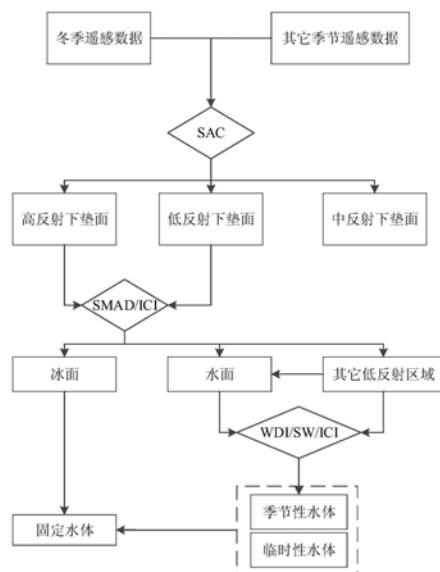 冬季遥感数据
其它季节遥感数据
SAC
高反射下垫面
低反射下垫面
中反射下垫面
SMAD/ICI
冰面
水面
其它低反射区域
WDI/SW/ICI
季节性水体
固定水体
临时性水体